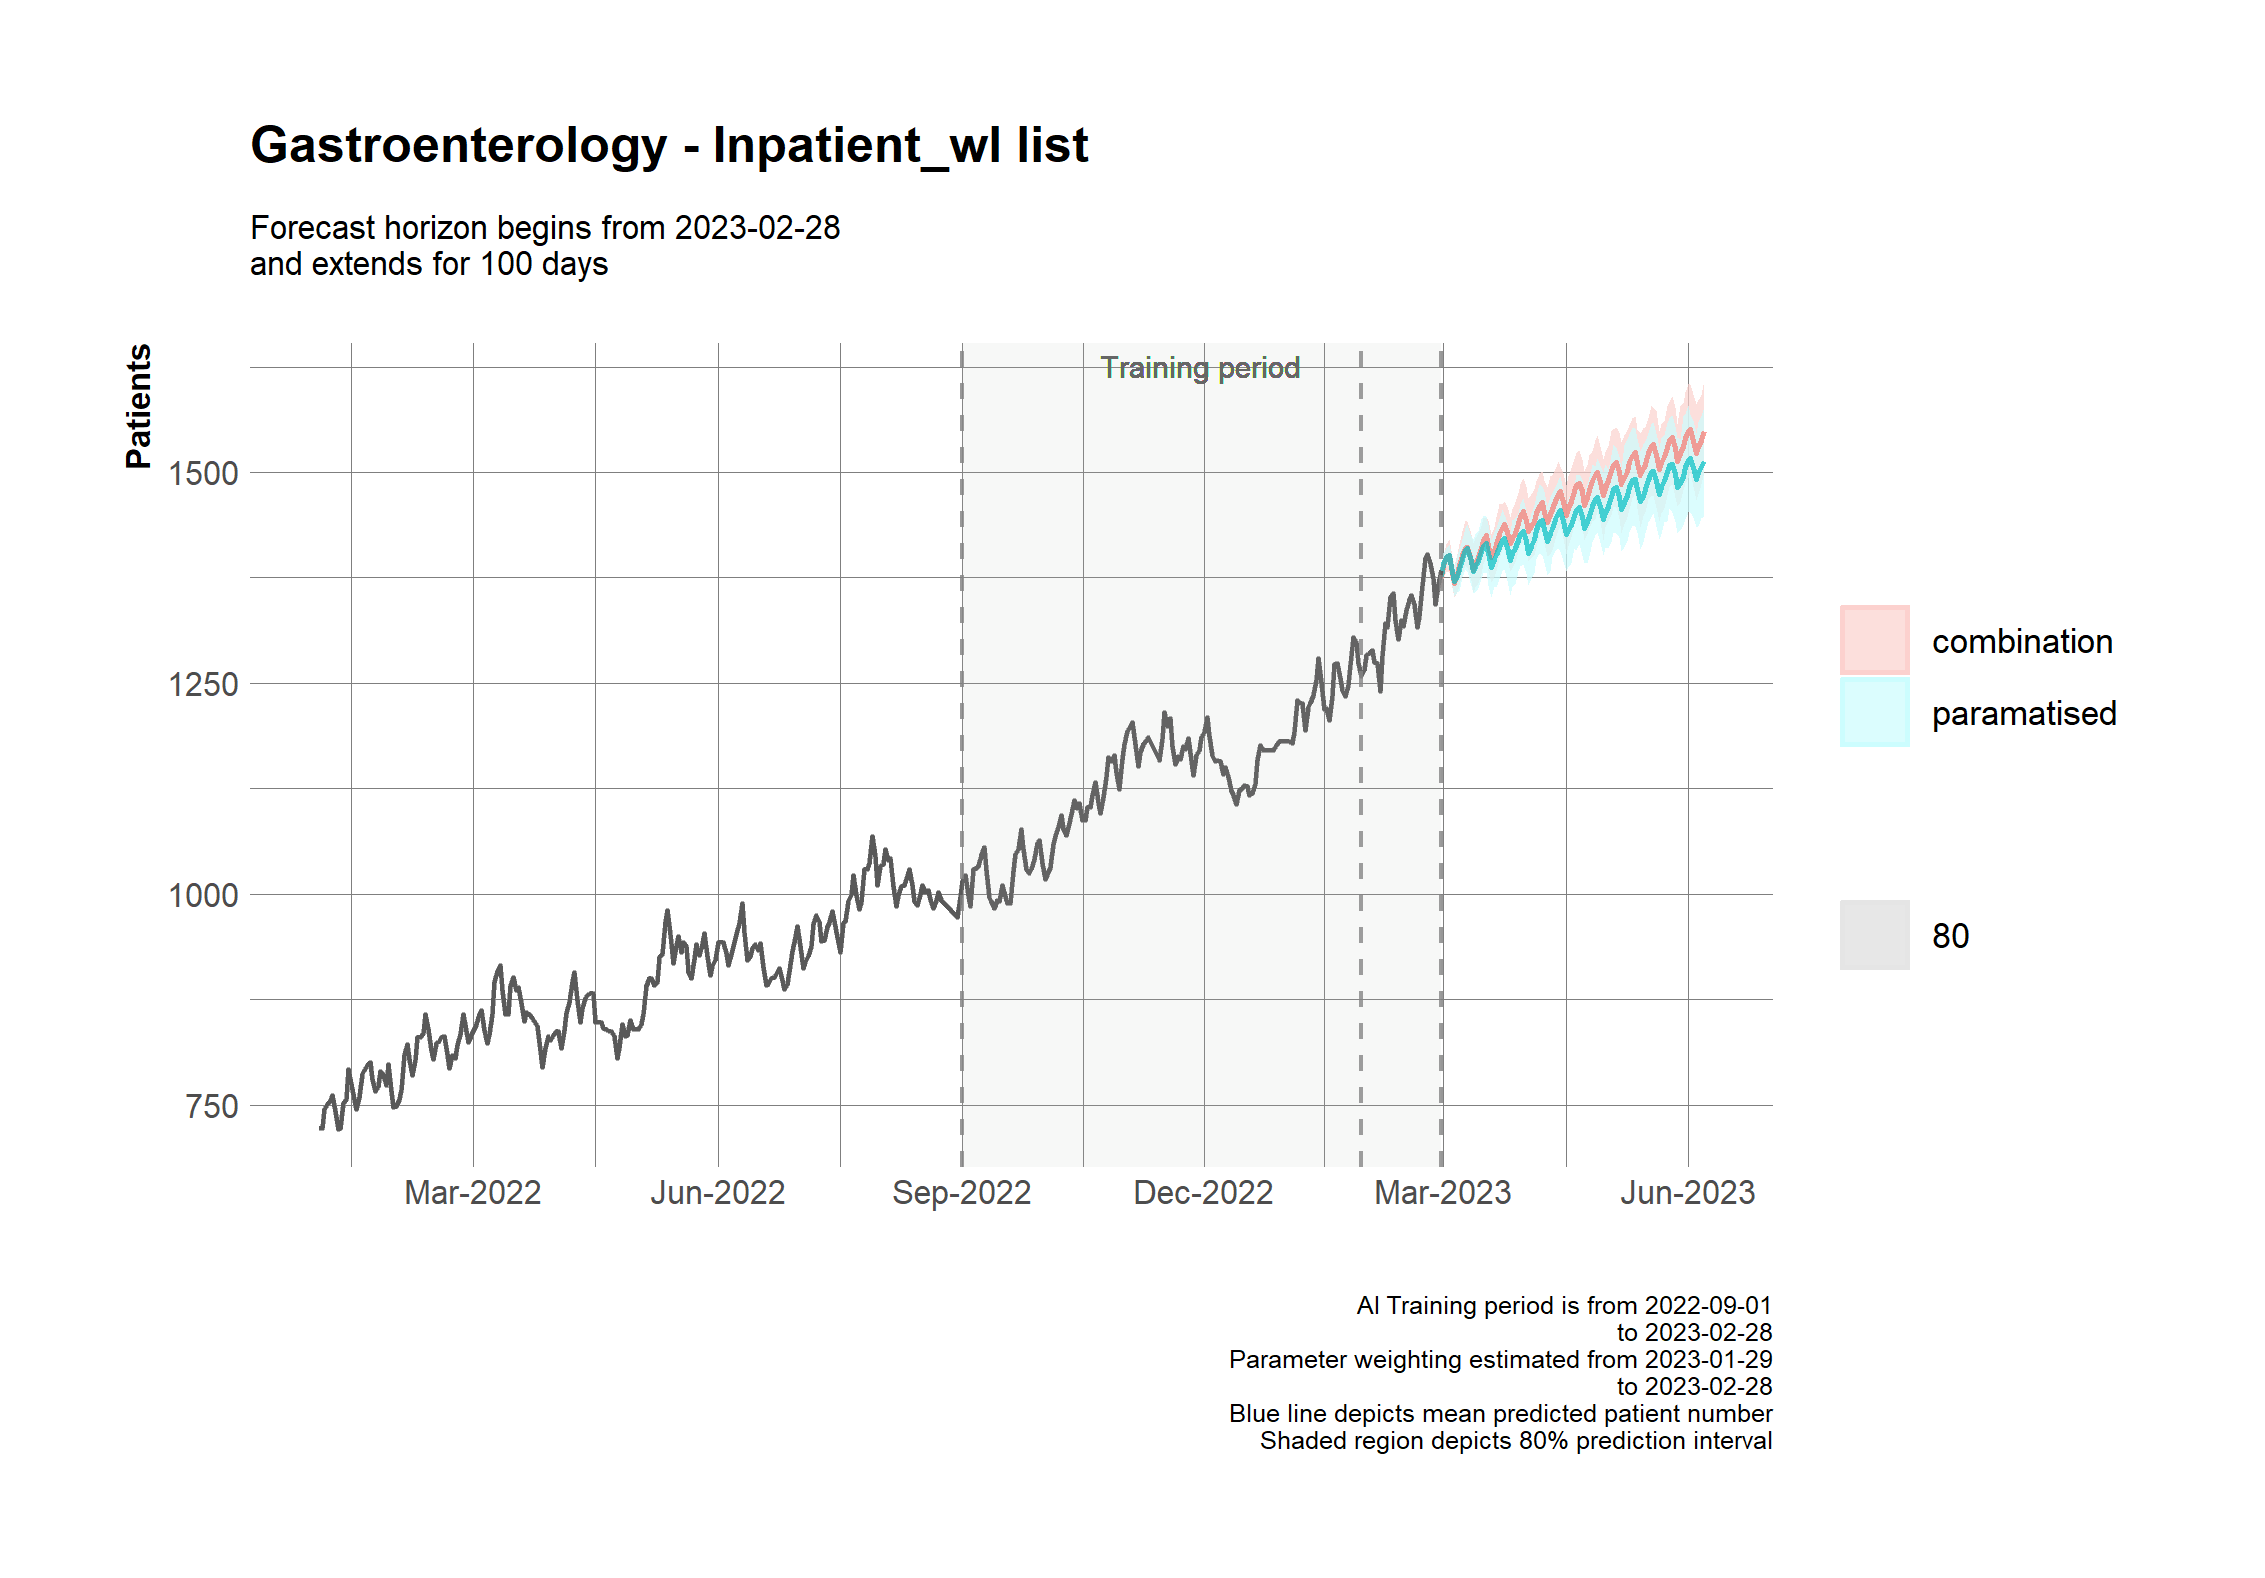 Gastroenterology - Inpatient_wl list
Forecast horizon begins from 2023-02-28
and extends for 100 days
Patients
Training period
1500
1250
1000
750
Mar-2022
Jun-2022
Sep-2022
Dec-2022
Mar-2023
Jun-2023
combination
paramatised
80
AI Training period is from 2022-09-01
to 2023-02-28
Parameter weighting estimated from 2023-01-29
to 2023-02-28
Blue line depicts mean predicted patient number
Shaded region depicts 80% prediction interval